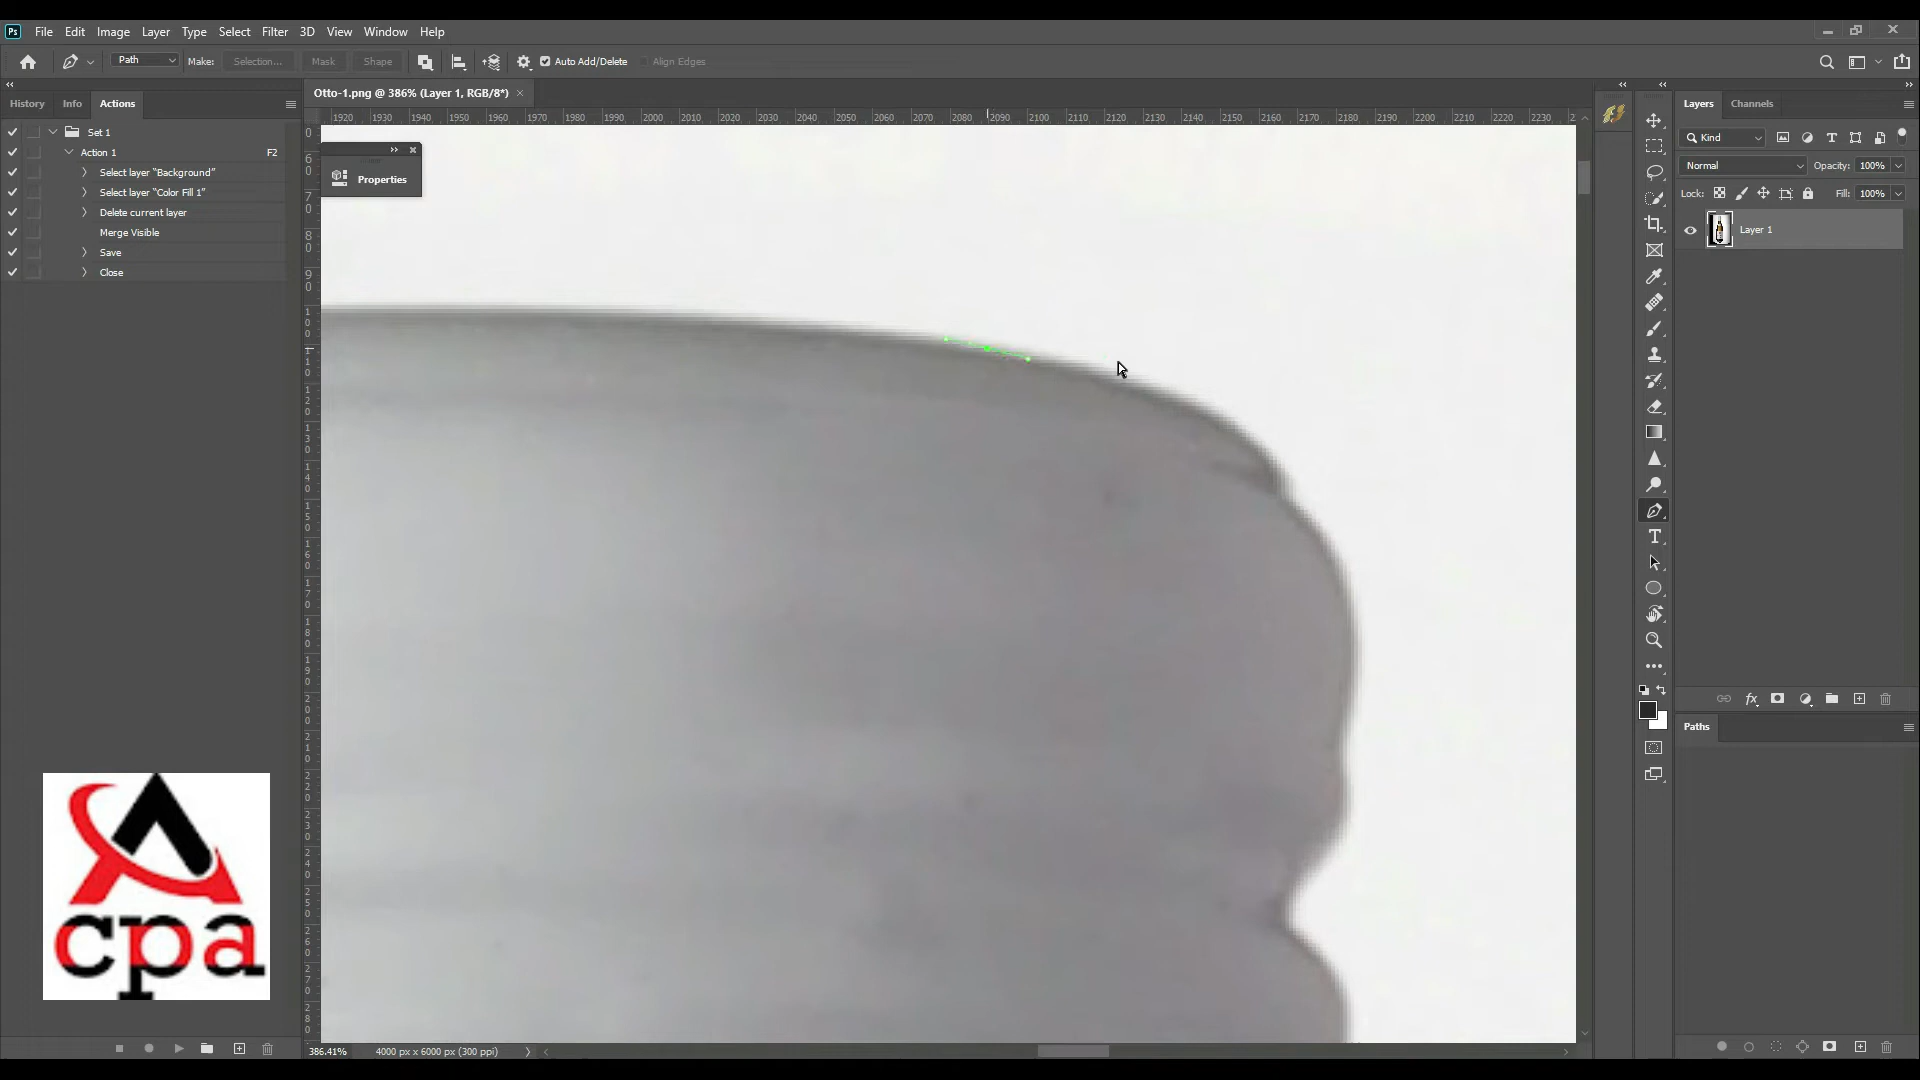 Ps File Edit Image Layer Type Select Filter 3D View Window Help
Path Make: Selection... Mask Shape Auto Add/Delete Align Edges
Otto-1.png @ 386% (Layer 1, RGB/8*) ×
History Info Actions
Set 1
Action 1 F2
Select layer "Background"
Select layer "Color Fill 1"
Delete current layer
Merge Visible
Save
Close
1920 1930 1940 1950 1960 1970 1980 1990 2000 2010 2020 2030 2040 2050 2060 2070 2080 2090 2100 2110 2120 2130 2140 2150 2160 2170 2180 2190 2200 2210 2220 2230
Properties
Layers Channels
Kind
Normal Opacity: 100%
Lock: Fill: 100%
Layer 1
fx
Paths
cpa
386.41% 4000 px x 6000 px (300 ppi)